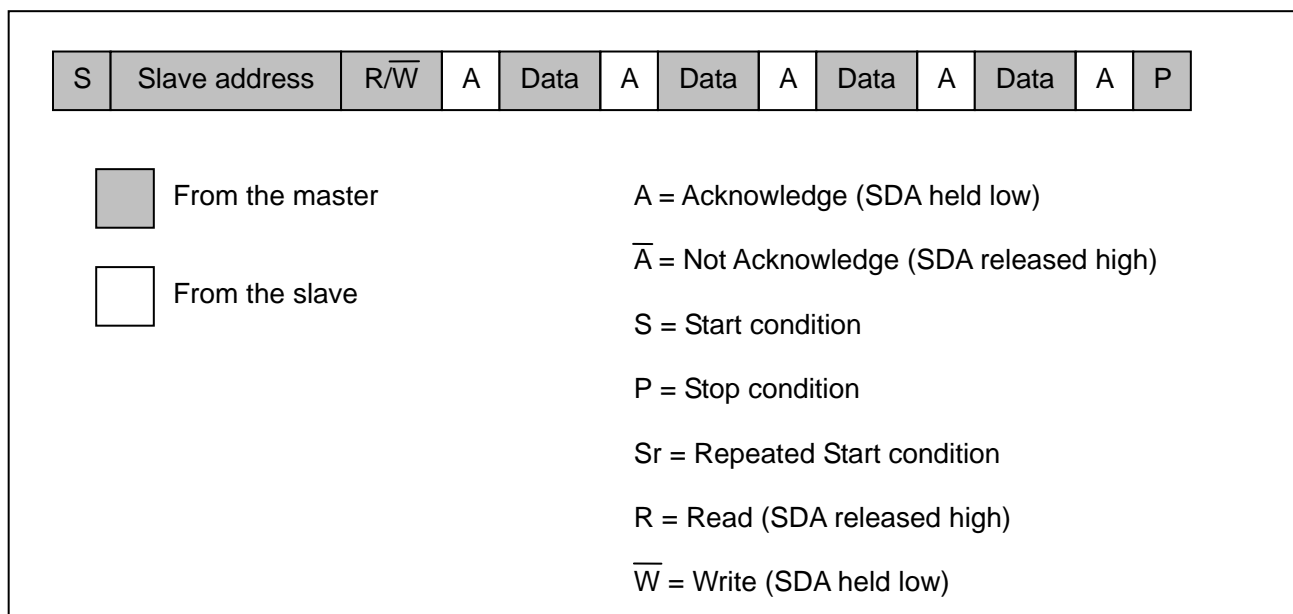 S Slave address R/W̅ A Data A Data A Data A Data A P
From the master
From the slave
A = Acknowledge (SDA held low)
A̅ = Not Acknowledge (SDA released high)
S = Start condition
P = Stop condition
Sr = Repeated Start condition
R = Read (SDA released high)
W̅ = Write (SDA held low)